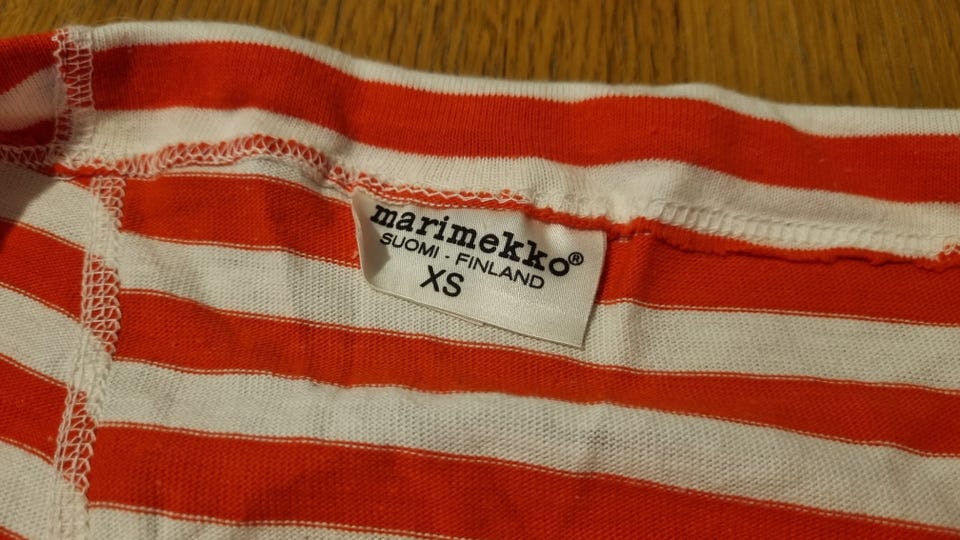 marimekko®
SUOMI - FINLAND
XS